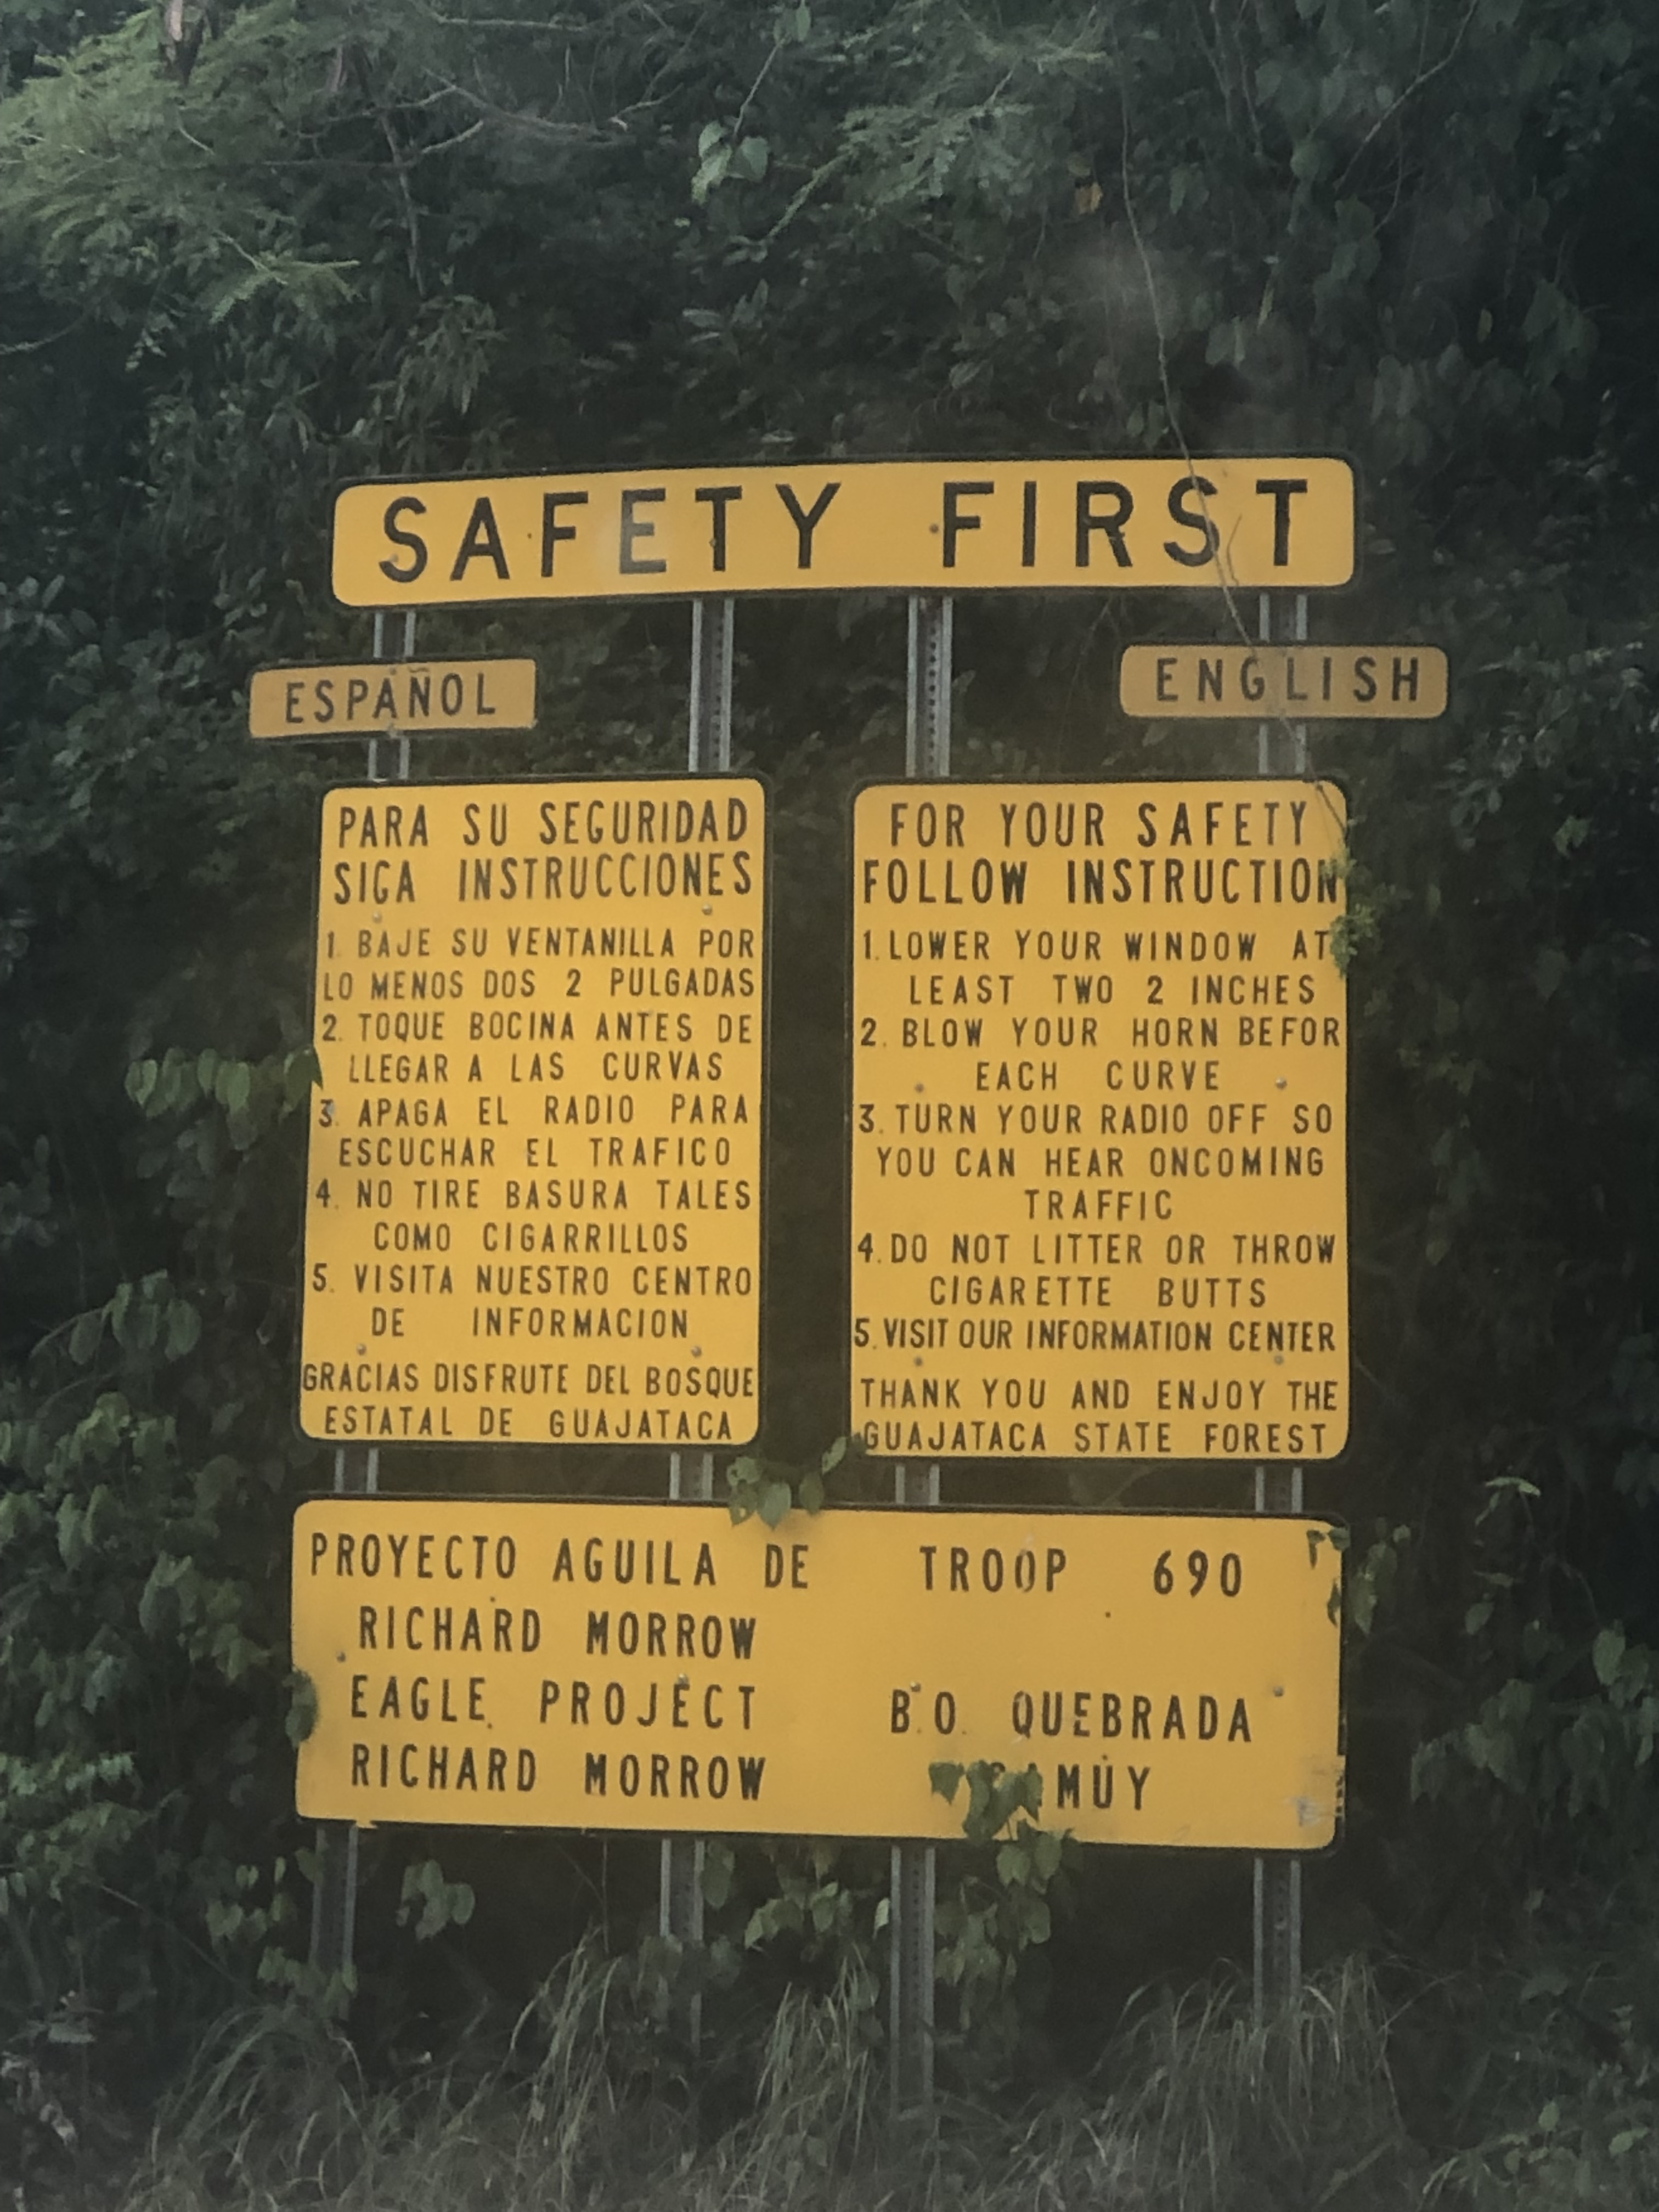 SAFETY FIRST
ESPAÑOL
PARA SU SEGURIDAD
SIGA INSTRUCCIONES
1. BAJE SU VENTANILLA POR
LO MENOS DOS 2 PULGADAS
2. TOQUE BOCINA ANTES DE
LLEGAR A LAS CURVAS
3. APAGA EL RADIO PARA
ESCUCHAR EL TRAFICO
4. NO TIRE BASURA TALES
COMO CIGARRILLOS
5. VISITA NUESTRO CENTRO
DE INFORMACION
GRACIAS DISFRUTE DEL BOSQUE
ESTATAL DE GUAJATACA
ENGLISH
FOR YOUR SAFETY
FOLLOW INSTRUCTION
1. LOWER YOUR WINDOW AT
LEAST TWO 2 INCHES
2. BLOW YOUR HORN BEFOR
EACH CURVE
3. TURN YOUR RADIO OFF SO
YOU CAN HEAR ONCOMING
TRAFFIC
4. DO NOT LITTER OR THROW
CIGARETTE BUTTS
5. VISIT OUR INFORMATION CENTER
THANK YOU AND ENJOY THE
GUAJATACA STATE FOREST
PROYECTO AGUILA DE
RICHARD MORROW
EAGLE PROJECT
RICHARD MORROW
TROOP 690
B.O. QUEBRADA